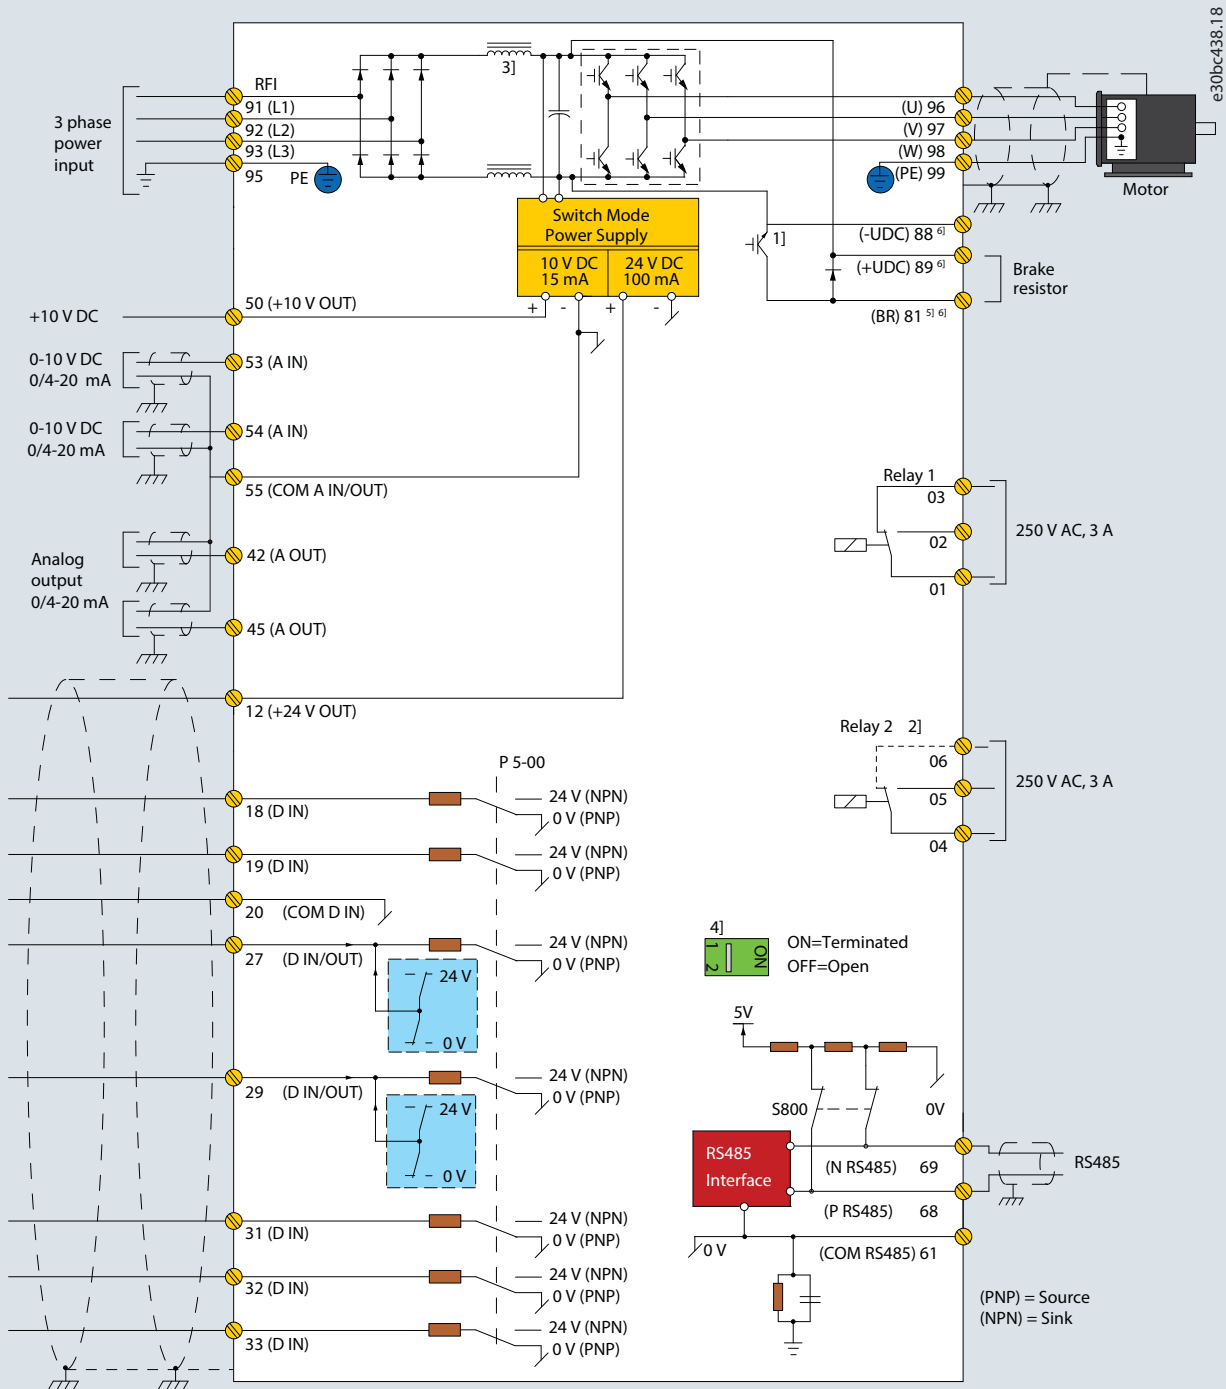 e30bc438.18
3 phase
power
input
RFI
91 (L1)
92 (L2)
93 (L3)
95
PE
3]
(U) 96
(V) 97
(W) 98
(PE) 99
Motor
Switch Mode
Power Supply
10 V DC
15 mA
24 V DC
100 mA
+ - + -
1]
(-UDC) 88 6]
(+UDC) 89 6]
(BR) 81 5] 6]
Brake
resistor
+10 V DC
50 (+10 V OUT)
0-10 V DC
0/4-20 mA
53 (A IN)
0-10 V DC
0/4-20 mA
54 (A IN)
55 (COM A IN/OUT)
Analog
output
0/4-20 mA
42 (A OUT)
45 (A OUT)
12 (+24 V OUT)
Relay 1
03
02
01
250 V AC, 3 A
Relay 2 2]
06
05
04
250 V AC, 3 A
P 5-00
18 (D IN)
24 V (NPN)
0 V (PNP)
19 (D IN)
24 V (NPN)
0 V (PNP)
20 (COM D IN)
27 (D IN/OUT)
24 V (NPN)
0 V (PNP)
24 V
0 V
29 (D IN/OUT)
24 V (NPN)
0 V (PNP)
24 V
0 V
31 (D IN)
24 V (NPN)
0 V (PNP)
32 (D IN)
24 V (NPN)
0 V (PNP)
33 (D IN)
24 V (NPN)
0 V (PNP)
4]
1 2 ON
ON=Terminated
OFF=Open
5V
S800
0V
RS485
Interface
(N RS485) 69
(P RS485) 68
RS485
0 V
(COM RS485) 61
(PNP) = Source
(NPN) = Sink